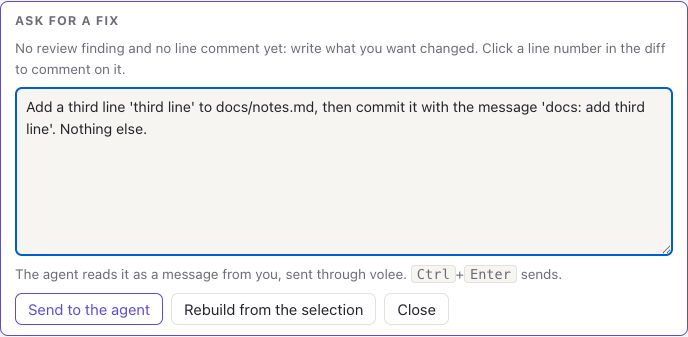 ASK FOR A FIX
No review finding and no line comment yet: write what you want changed. Click a line number in the diff
to comment on it.
Add a third line 'third line' to docs/notes.md, then commit it with the message 'docs: add third
line'. Nothing else.
The agent reads it as a message from you, sent through volee. Ctrl+Enter sends.
Send to the agent Rebuild from the selection Close